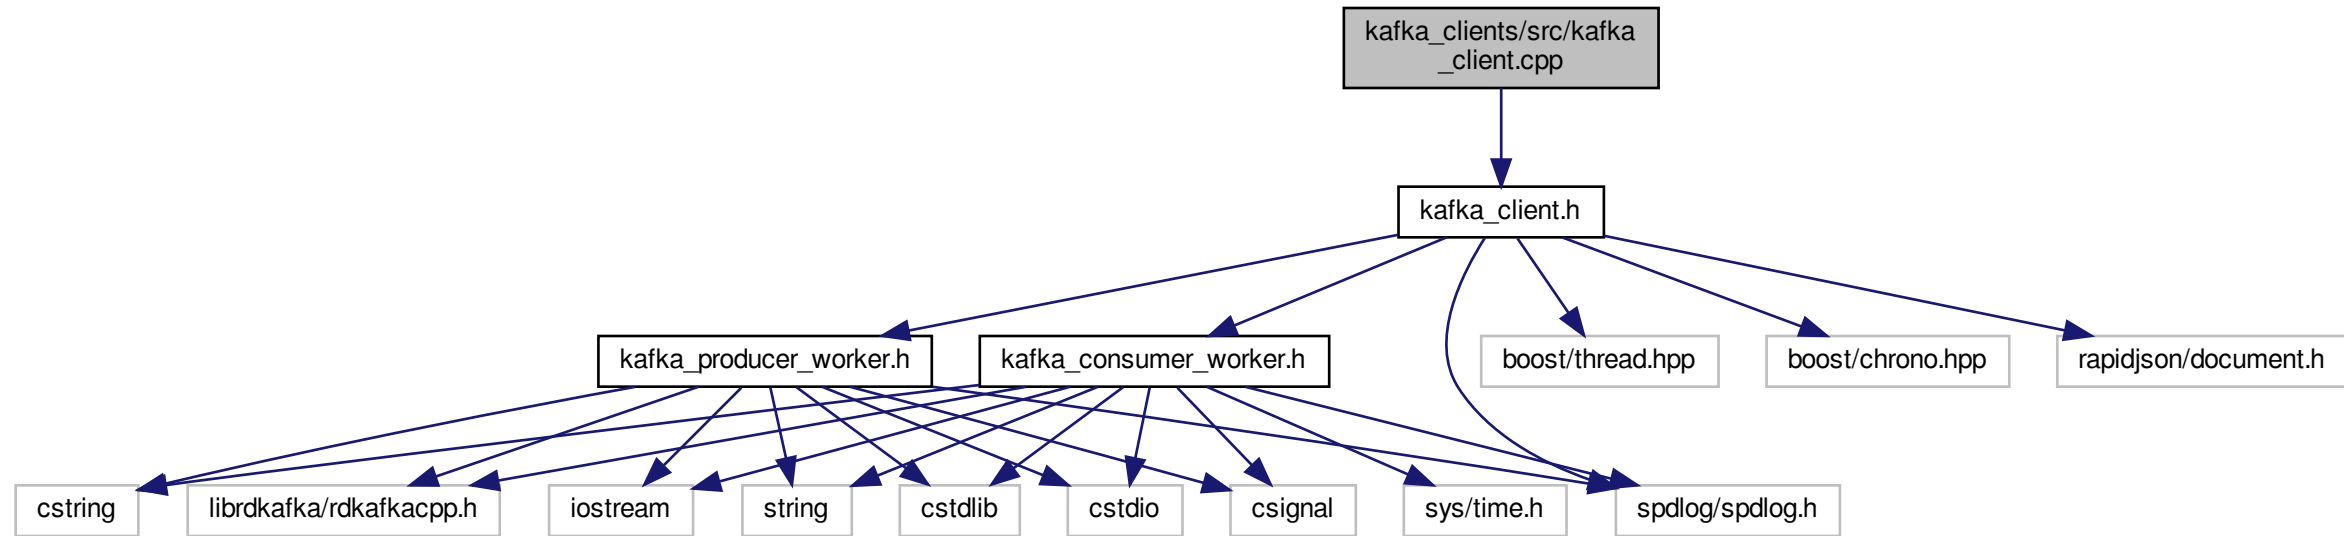 kafka_clients/src/kafka
_client.cpp
kafka_client.h
kafka_producer_worker.h
kafka_consumer_worker.h
boost/thread.hpp
boost/chrono.hpp
rapidjson/document.h
cstring
librdkafka/rdkafkacpp.h
iostream
string
cstdlib
cstdio
csignal
sys/time.h
spdlog/spdlog.h